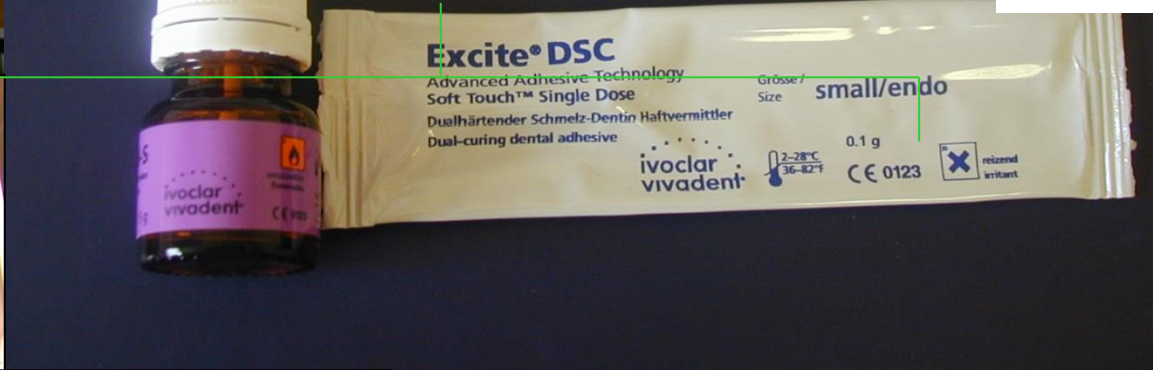 Excite® DSC
Advanced Adhesive Technology
Soft Touch™ Single Dose
Dualhärtender Schmelz-Dentin Haftvermittler
Dual-curing dental adhesive
Grösse /
Size
small/endo
0.1 g
ivoclar
vivadent
2–28°C
36–82°F
CE 0123
reizend
irritant
-S
ivoclar
vivadent
CE